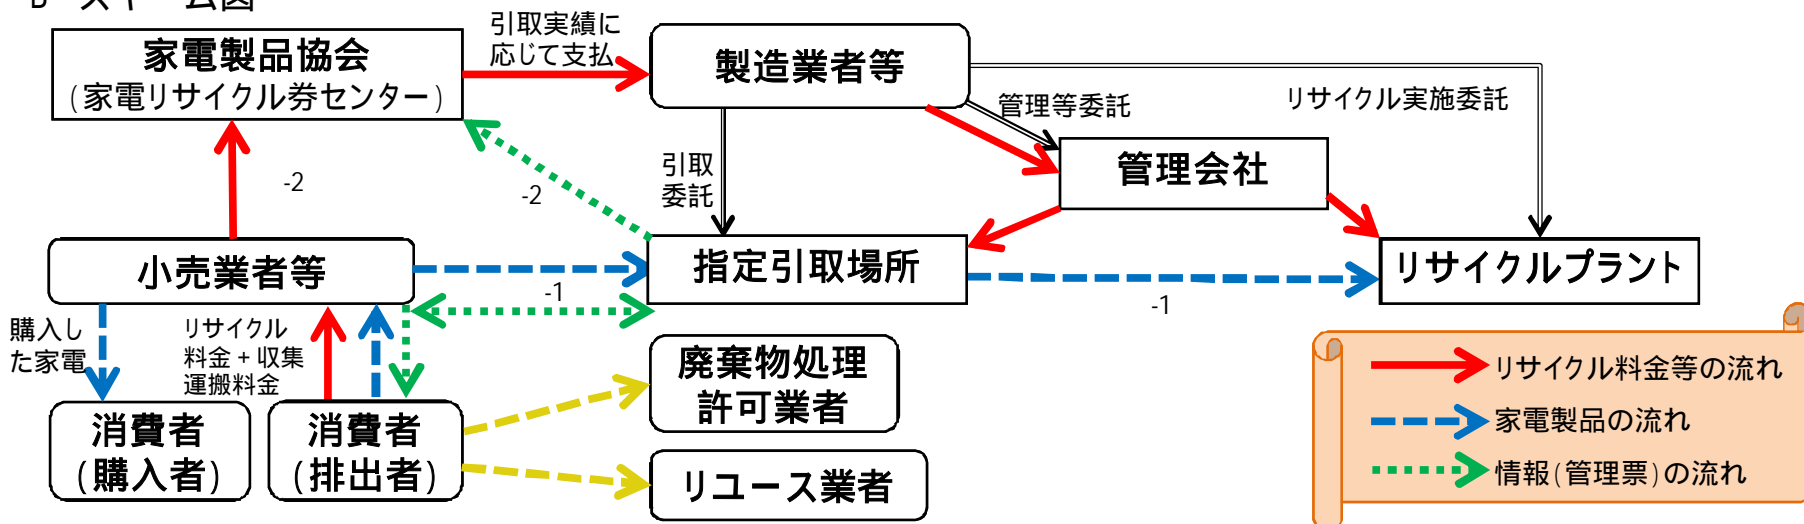 家電製品協会
(家電リサイクル券センター)
引取実績に
応じて支払
製造業者等
管理等委託
リサイクル実施委託
管理会社
引取
委託
-2
-2
小売業者等
指定引取場所
リサイクルプラント
-1
-1
購入し
た家電
リサイクル
料金+収集
運搬料金
消費者
(購入者)
消費者
(排出者)
廃棄物処理
許可業者
リユース業者
リサイクル料金等の流れ
家電製品の流れ
情報(管理票)の流れ